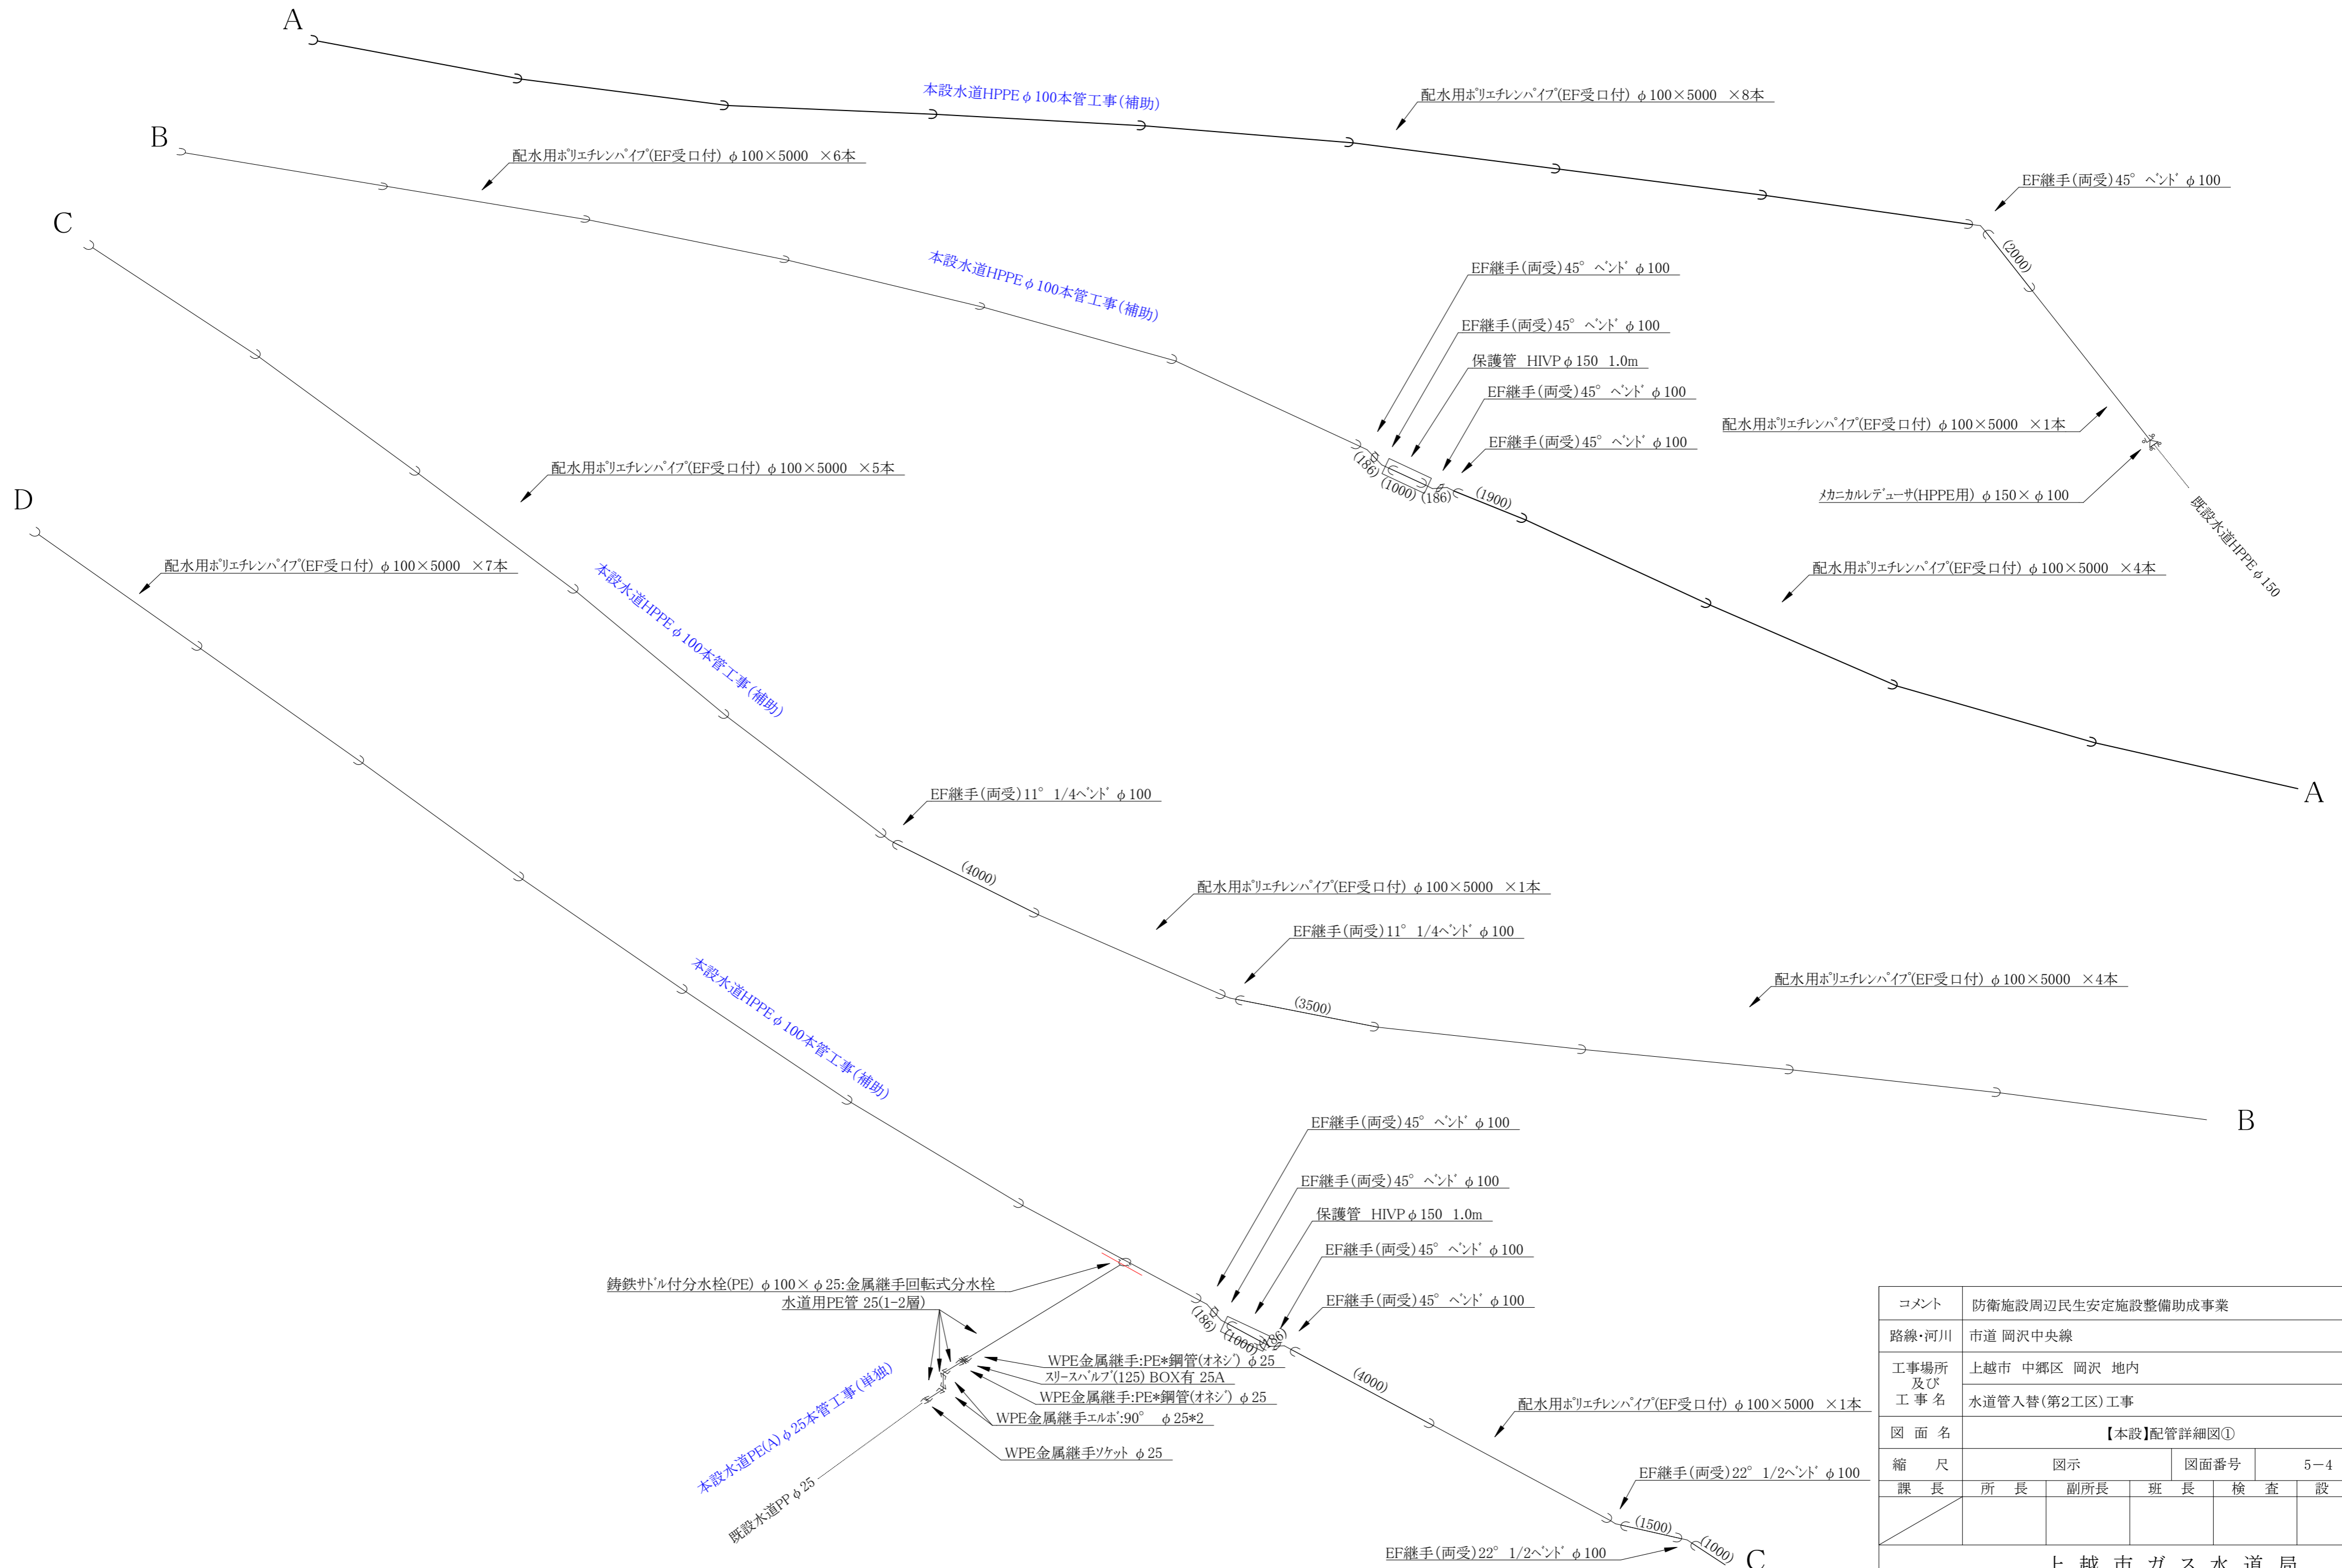 A
本設水道HPPEφ100本管工事(補助)
配水用ポリエチレンパイプ(EF受口付) φ100×5000 ×8本
EF継手(両受)45° ベンド φ100
(2000)
配水用ポリエチレンパイプ(EF受口付) φ100×5000 ×1本
メカニカルレデューサ(HPPE用) φ150×φ100
既設水道HPPEφ150
B
配水用ポリエチレンパイプ(EF受口付) φ100×5000 ×6本
本設水道HPPEφ100本管工事(補助)
EF継手(両受)45° ベンド φ100
EF継手(両受)45° ベンド φ100
保護管 HIVPφ150 1.0m
EF継手(両受)45° ベンド φ100
EF継手(両受)45° ベンド φ100
(186)
(1000)
(186)
(1900)
配水用ポリエチレンパイプ(EF受口付) φ100×5000 ×4本
A
C
配水用ポリエチレンパイプ(EF受口付) φ100×5000 ×5本
本設水道HPPEφ100本管工事(補助)
EF継手(両受)11° 1/4ベンド φ100
(4000)
配水用ポリエチレンパイプ(EF受口付) φ100×5000 ×1本
EF継手(両受)11° 1/4ベンド φ100
(3500)
配水用ポリエチレンパイプ(EF受口付) φ100×5000 ×4本
B
D
配水用ポリエチレンパイプ(EF受口付) φ100×5000 ×7本
本設水道HPPEφ100本管工事(補助)
EF継手(両受)45° ベンド φ100
EF継手(両受)45° ベンド φ100
保護管 HIVPφ150 1.0m
EF継手(両受)45° ベンド φ100
EF継手(両受)45° ベンド φ100
(186)
(1000)
(186)
(4000)
配水用ポリエチレンパイプ(EF受口付) φ100×5000 ×1本
EF継手(両受)22° 1/2ベンド φ100
(1500)
(1000)
EF継手(両受)22° 1/2ベンド φ100
C
鋳鉄サドル付分水栓(PE) φ100×φ25:金属継手回転式分水栓
水道用PE管 25(1-2層)
WPE金属継手:PE*鋼管(オネジ) φ25
スリースバルブ(125) BOX有 25A
WPE金属継手:PE*鋼管(オネジ) φ25
WPE金属継手エルボ:90° φ25*2
WPE金属継手ソケット φ25
本設水道PE(A)φ25本管工事(単独)
既設水道PPφ25
コメント 防衛施設周辺民生安定施設整備助成事業
路線・河川 市道 岡沢中央線
工事場所及び工事名 上越市 中郷区 岡沢 地内
水道管入替(第2工区)工事
図面名 【本設】配管詳細図①
縮尺 図示 図面番号 5-4
課長 所長 副所長 班長 検査 設
上越市ガス水道局